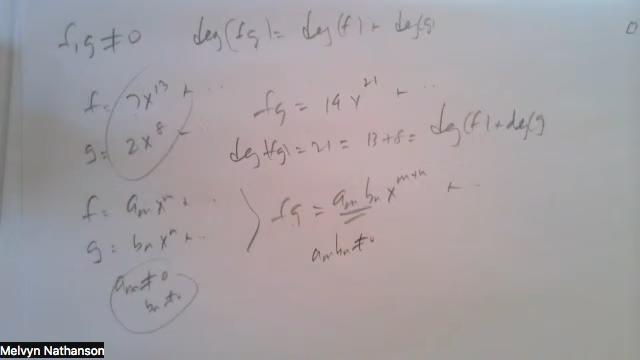 f, g ≠ 0   deg(fg) = deg(f) + deg(g)
f = 7x^13 + ..
g = 2x^8 +
fg = 14x^21 + ..
deg(fg) = 21 = 13+8 = deg(f) + deg(g
f = a_m x^m + ..
g = b_n x^n + ..
fg = a_m b_n x^{m+n} + ..
a_m b_n ≠ 0
a_m ≠ 0
b_n ≠ 0
Melvyn Nathanson